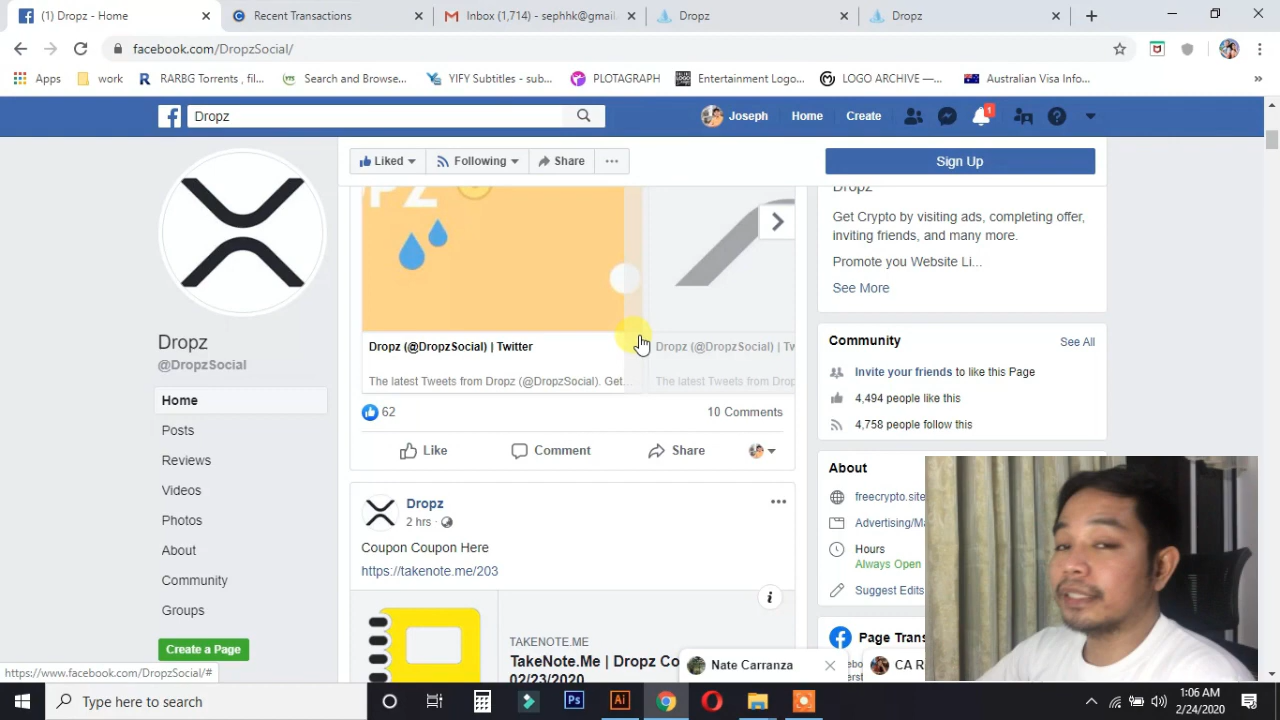 (1) Dropz - Home
Recent Transactions
Inbox (1,714) - sephhk@gmail.
Dropz
Dropz
facebook.com/DropzSocial/
Apps
work
RARBG Torrents , fil...
Search and Browse...
YIFY Subtitles - sub...
PLOTAGRAPH
Entertainment Logo...
LOGO ARCHIVE —...
Australian Visa Info...
Dropz
Joseph
Home
Create
1
Liked
Following
Share
Sign Up
Dropz
@DropzSocial
Home
Posts
Reviews
Videos
Photos
About
Community
Groups
Create a Page
https://www.facebook.com/DropzSocial/#
PZ
Dropz (@DropzSocial) | Twitter
The latest Tweets from Dropz (@DropzSocial). Get...
Dropz (@DropzSocial) | Tw
The latest Tweets from Drop
62
10 Comments
Like
Comment
Share
Dropz
2 hrs
Coupon Coupon Here
https://takenote.me/203
TAKENOTE.ME
TakeNote.Me | Dropz Co
02/23/2020
Dropz
Get Crypto by visiting ads, completing offer,
inviting friends, and many more.
Promote you Website Li...
See More
Community
See All
Invite your friends to like this Page
4,494 people like this
4,758 people follow this
About
freecrypto.site
Advertising/Ma
Hours
Always Open
Suggest Edits
Page Trans
Nate Carranza
CA R
Type here to search
Ps
Ai
1:06 AM
2/24/2020